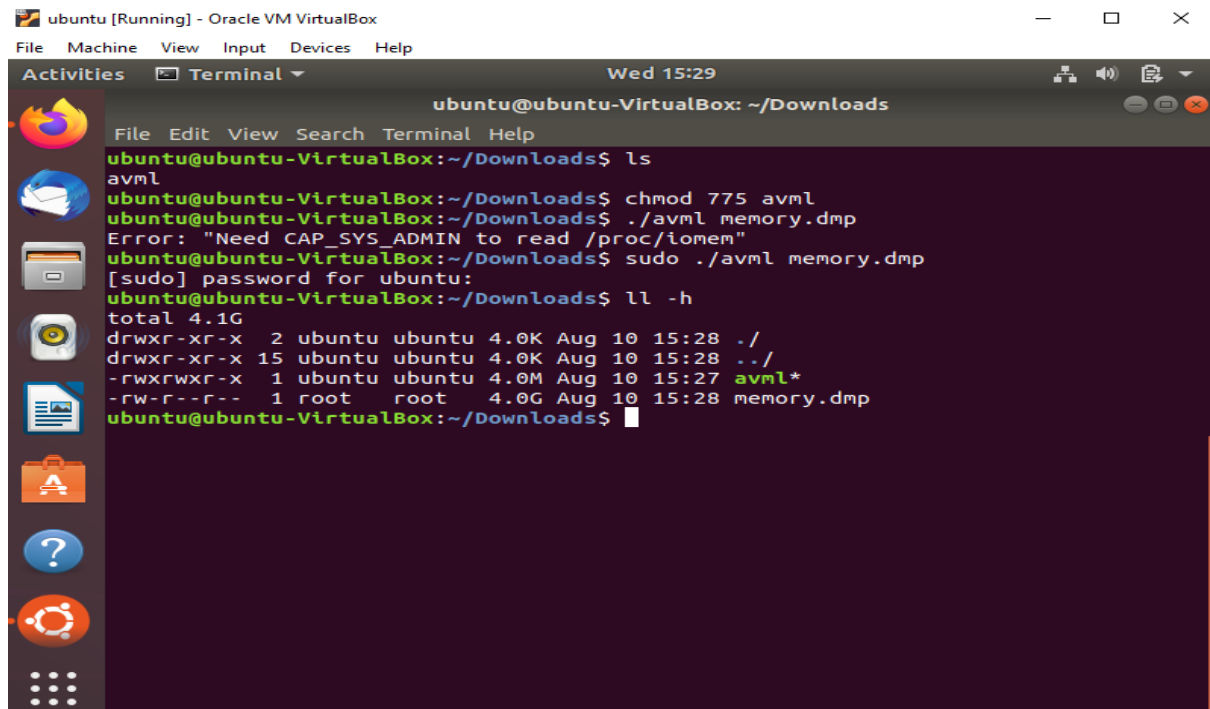 ubuntu [Running] - Oracle VM VirtualBox
File Machine View Input Devices Help
Activities Terminal Wed 15:29
ubuntu@ubuntu-VirtualBox: ~/Downloads
File Edit View Search Terminal Help
ubuntu@ubuntu-VirtualBox:~/Downloads$ ls
avml
ubuntu@ubuntu-VirtualBox:~/Downloads$ chmod 775 avml
ubuntu@ubuntu-VirtualBox:~/Downloads$ ./avml memory.dmp
Error: "Need CAP_SYS_ADMIN to read /proc/iomem"
ubuntu@ubuntu-VirtualBox:~/Downloads$ sudo ./avml memory.dmp
[sudo] password for ubuntu:
ubuntu@ubuntu-VirtualBox:~/Downloads$ ll -h
total 4.1G
drwxr-xr-x  2 ubuntu ubuntu 4.0K Aug 10 15:28 ./
drwxr-xr-x 15 ubuntu ubuntu 4.0K Aug 10 15:28 ../
-rwxrwxr-x  1 ubuntu ubuntu 4.0M Aug 10 15:27 avml*
-rw-r--r--  1 root   root   4.0G Aug 10 15:28 memory.dmp
ubuntu@ubuntu-VirtualBox:~/Downloads$